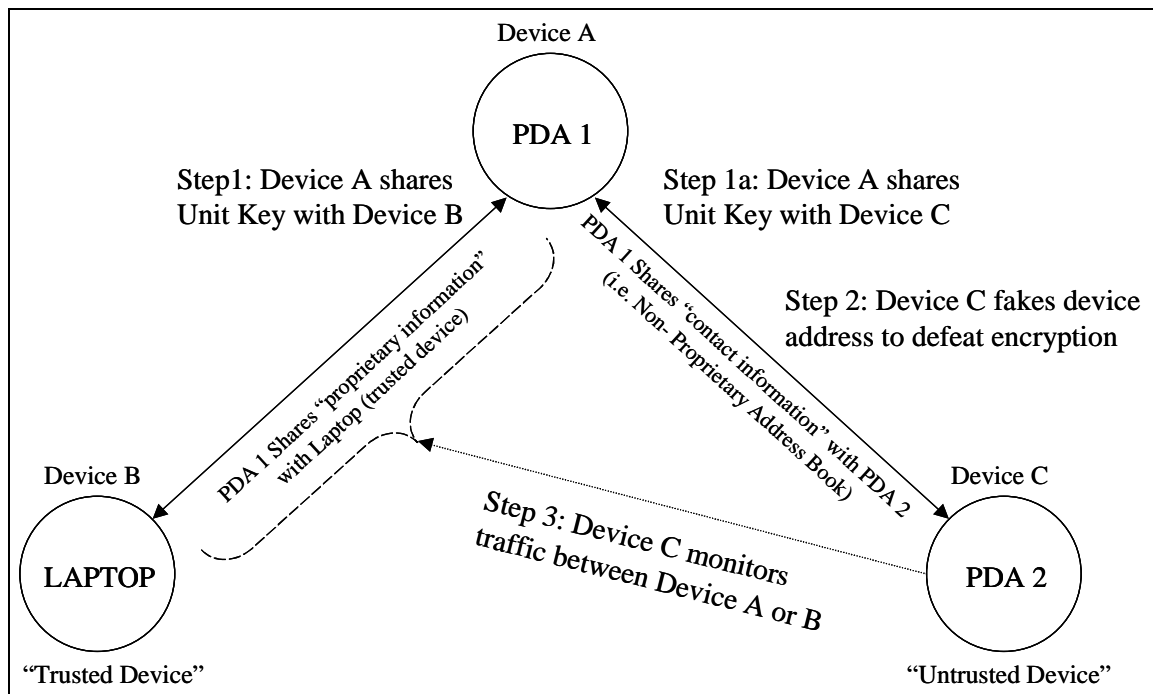 Device A
PDA 1
Step1: Device A shares
Unit Key with Device B
Step 1a: Device A shares
Unit Key with Device C
PDA 1 Shares “proprietary information”
with Laptop (trusted device)
PDA 1 Shares “contact information” with PDA 2
(i.e. Non- Proprietary Address Book)
Step 2: Device C fakes device
address to defeat encryption
Step 3: Device C monitors
traffic between Device A or B
Device B
LAPTOP
“Trusted Device”
Device C
PDA 2
“Untrusted Device”